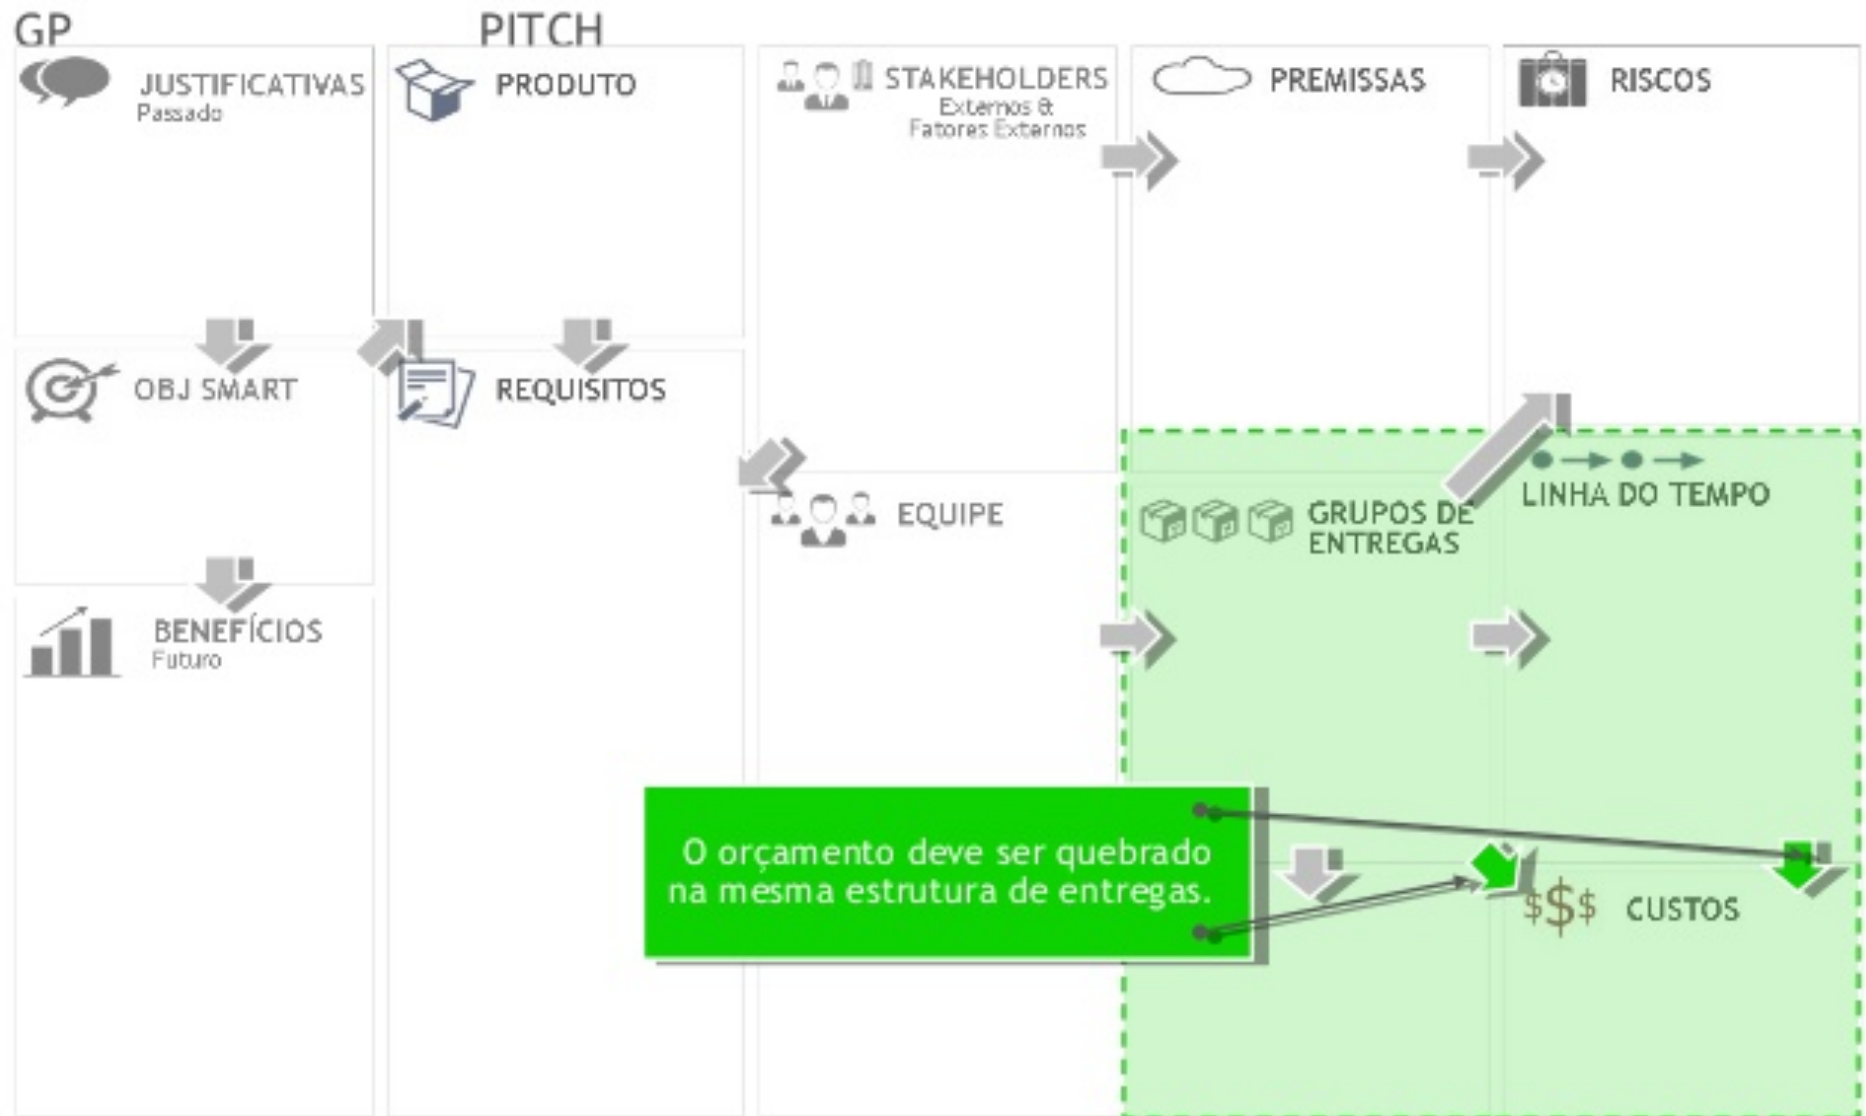 GP
PITCH
JUSTIFICATIVAS
Passado
PRODUTO
STAKEHOLDERS
Externos &
Fatores Externos
PREMISSAS
RISCOS
OBJ SMART
REQUISITOS
EQUIPE
GRUPOS DE
ENTREGAS
LINHA DO TEMPO
BENEFÍCIOS
Futuro
O orçamento deve ser quebrado
na mesma estrutura de entregas.
$$$ CUSTOS